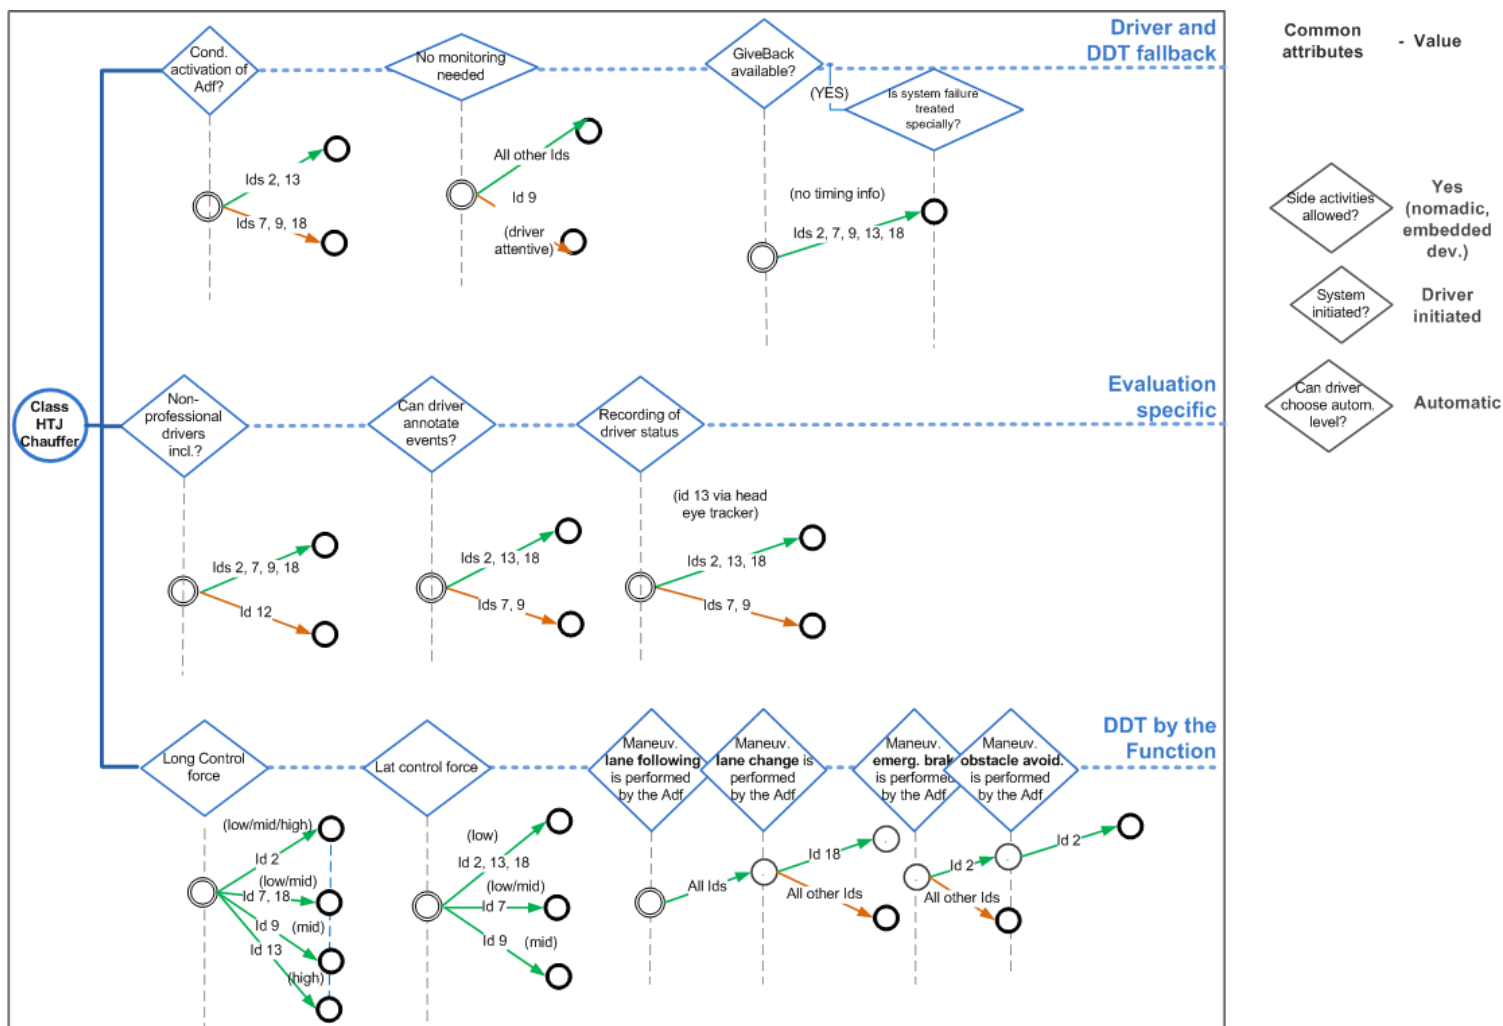 Driver and
DDT fallback
Cond.
activation of
Adf?
No monitoring
needed
GiveBack
available?
(YES)
Is system failure
treated
specially?
Ids 2, 13
Ids 7, 9, 18
All other Ids
Id 9
(driver
attentive)
(no timing info)
Ids 2, 7, 9, 13, 18
Class
HTJ
Chauffer
Evaluation
specific
Non-
professional
drivers
incl.?
Can driver
annotate
events?
Recording of
driver status
Ids 2, 7, 9, 18
Id 12
Ids 2, 13, 18
Ids 7, 9
(id 13 via head
eye tracker)
Ids 2, 13, 18
Ids 7, 9
DDT by the
Function
Long Control
force
Lat control force
Maneuv.
lane following
is performed
by the Adf
Maneuv.
lane change is
performed
by the Adf
Maneuv.
emerg. brak
is performed
by the Adf
Maneuv.
obstacle avoid.
is performed
by the Adf
(low/mid/high)
Id 2
(low/mid)
Id 7, 18
Id 9
(mid)
Id 13
(high)
(low)
Id 2, 13, 18
(low/mid)
Id 7
Id 9
(mid)
All Ids
Id 18
All other Ids
Id 2
All other Ids
Id 2
Common
attributes
- Value
Side activities
allowed?
Yes
(nomadic,
embedded
dev.)
System
initiated?
Driver
initiated
Can driver
choose autom.
level?
Automatic